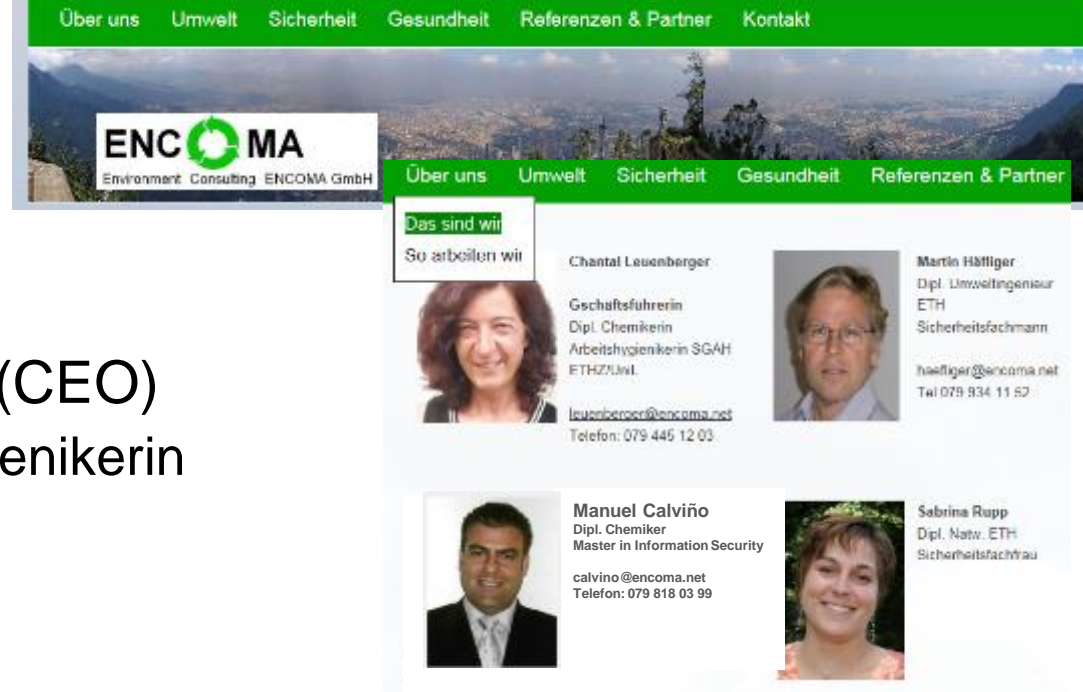 Über uns Umwelt Sicherheit Gesundheit Referenzen & Partner Kontakt
ENCOMA
Environment Consulting ENCOMA GmbH
Über uns Umwelt Sicherheit Gesundheit Referenzen & Partner
Das sind wir
So arbeiten wir
Chantal Leuenberger
Gschaftsfuhrerin
Dipl. Chemikerin
Arbeitshygienikerin SGAH
ETHZ/Unil.
leuenberger@encoma.net
Telefon: 079 445 12 03
Martin Häfliger
Dipl. Umweltingenieur
ETH
Sicherheitsfachmann
haefliger@encoma.net
Tel 079 934 11 52
(CEO)
enikerin
Manuel Calviño
Dipl. Chemiker
Master in Information Security
calvino@encoma.net
Telefon: 079 818 03 99
Sabrina Rupp
Dipl. Natw. ETH
Sicherheitsfachfrau